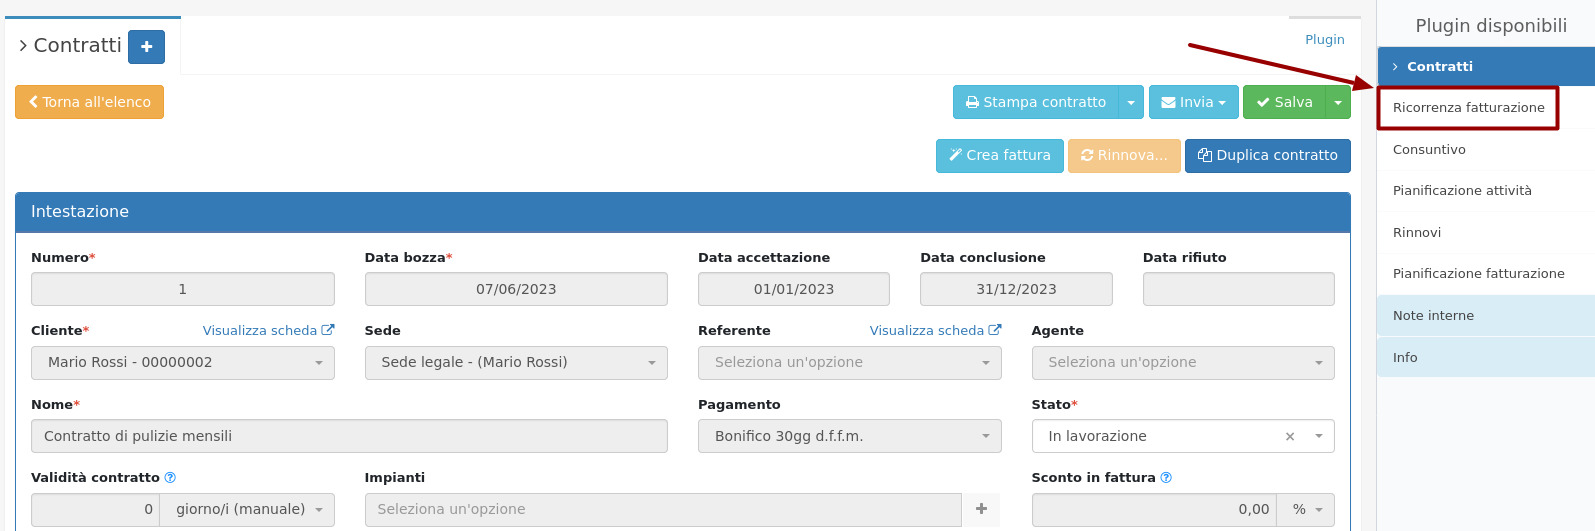 Contratti
Plugin
Torna all'elenco
Stampa contratto
Invia
Salva
Crea fattura
Rinnova...
Duplica contratto
Intestazione
Numero*
Data bozza*
Data accettazione
Data conclusione
Data rifiuto
1
07/06/2023
01/01/2023
31/12/2023
Cliente*
Visualizza scheda
Sede
Referente
Visualizza scheda
Agente
Mario Rossi - 00000002
Sede legale - (Mario Rossi)
Seleziona un'opzione
Seleziona un'opzione
Nome*
Pagamento
Stato*
Contratto di pulizie mensili
Bonifico 30gg d.f.f.m.
In lavorazione
Validità contratto
Impianti
Sconto in fattura
0
giorno/i (manuale)
Seleziona un'opzione
0,00
%
Plugin disponibili
Contratti
Ricorrenza fatturazione
Consuntivo
Pianificazione attività
Rinnovi
Pianificazione fatturazione
Note interne
Info